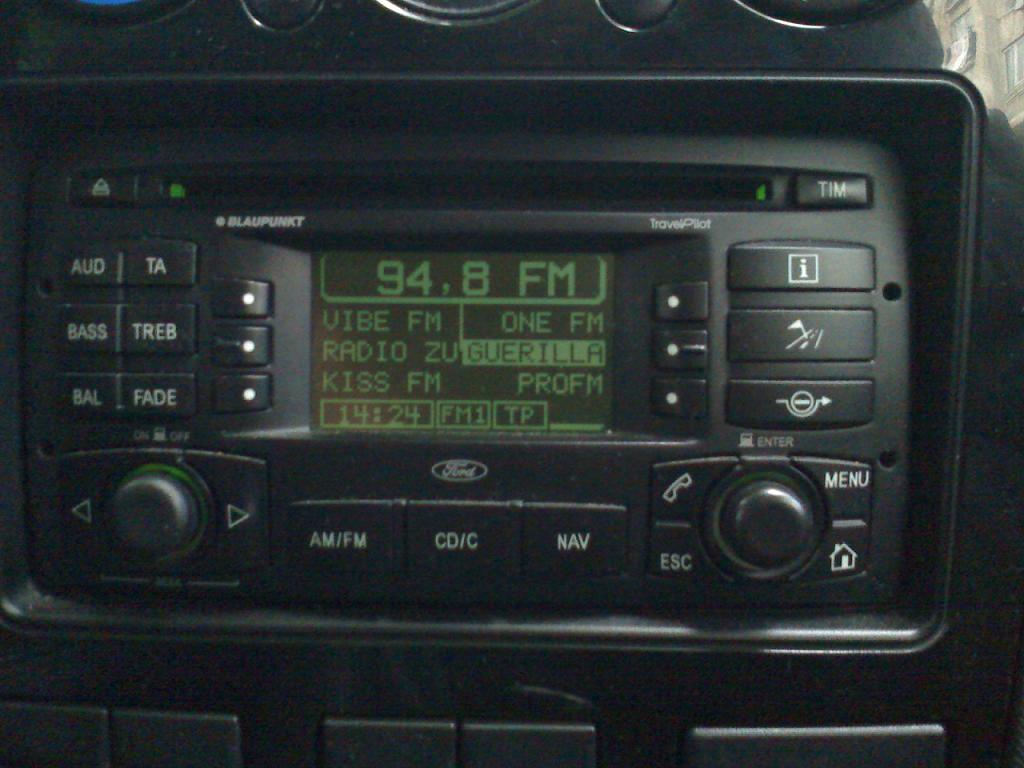 TIM
BLAUPUNKT
TravelPilot
AUD TA
BASS TREB
BAL FADE
94,8 FM
VIBE FM ONE FM
RADIO ZU GUERILLA
KISS FM PROFM
14:24 FM1 TP
i
ON OFF
ENTER
Ford
AM/FM CD/C NAV
MENU
ESC